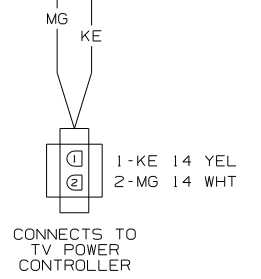 MG
KE
1 1-KE 14 YEL
2 2-MG 14 WHT
CONNECTS TO
TV POWER
CONTROLLER